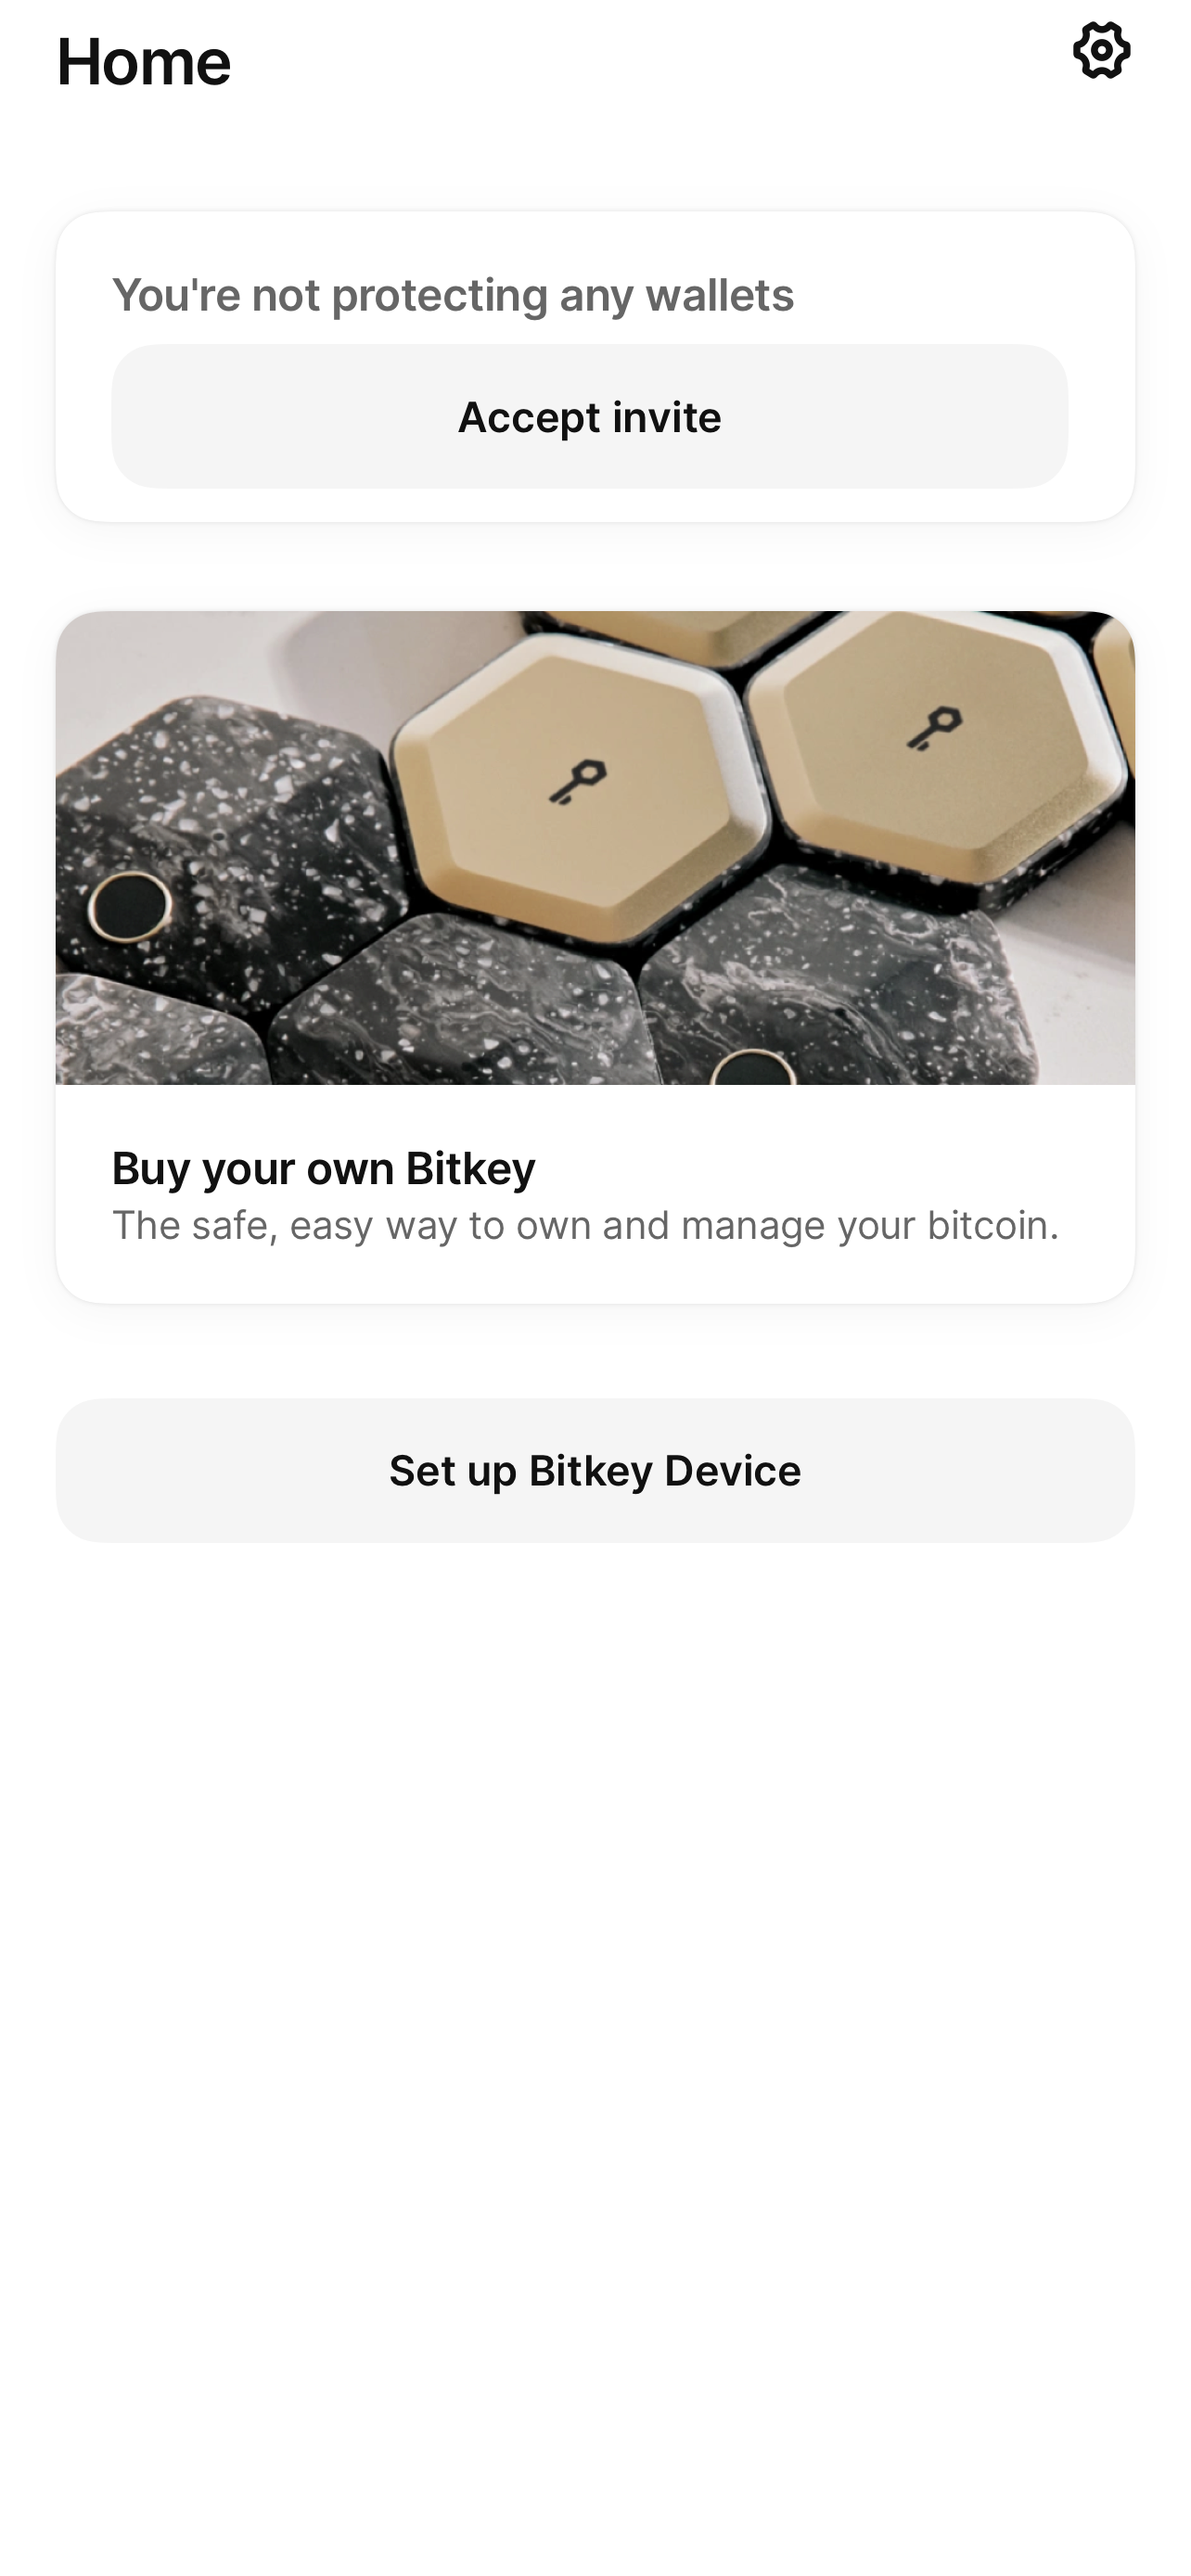 Home
You're not protecting any wallets
Accept invite
Buy your own Bitkey
The safe, easy way to own and manage your bitcoin.
Set up Bitkey Device